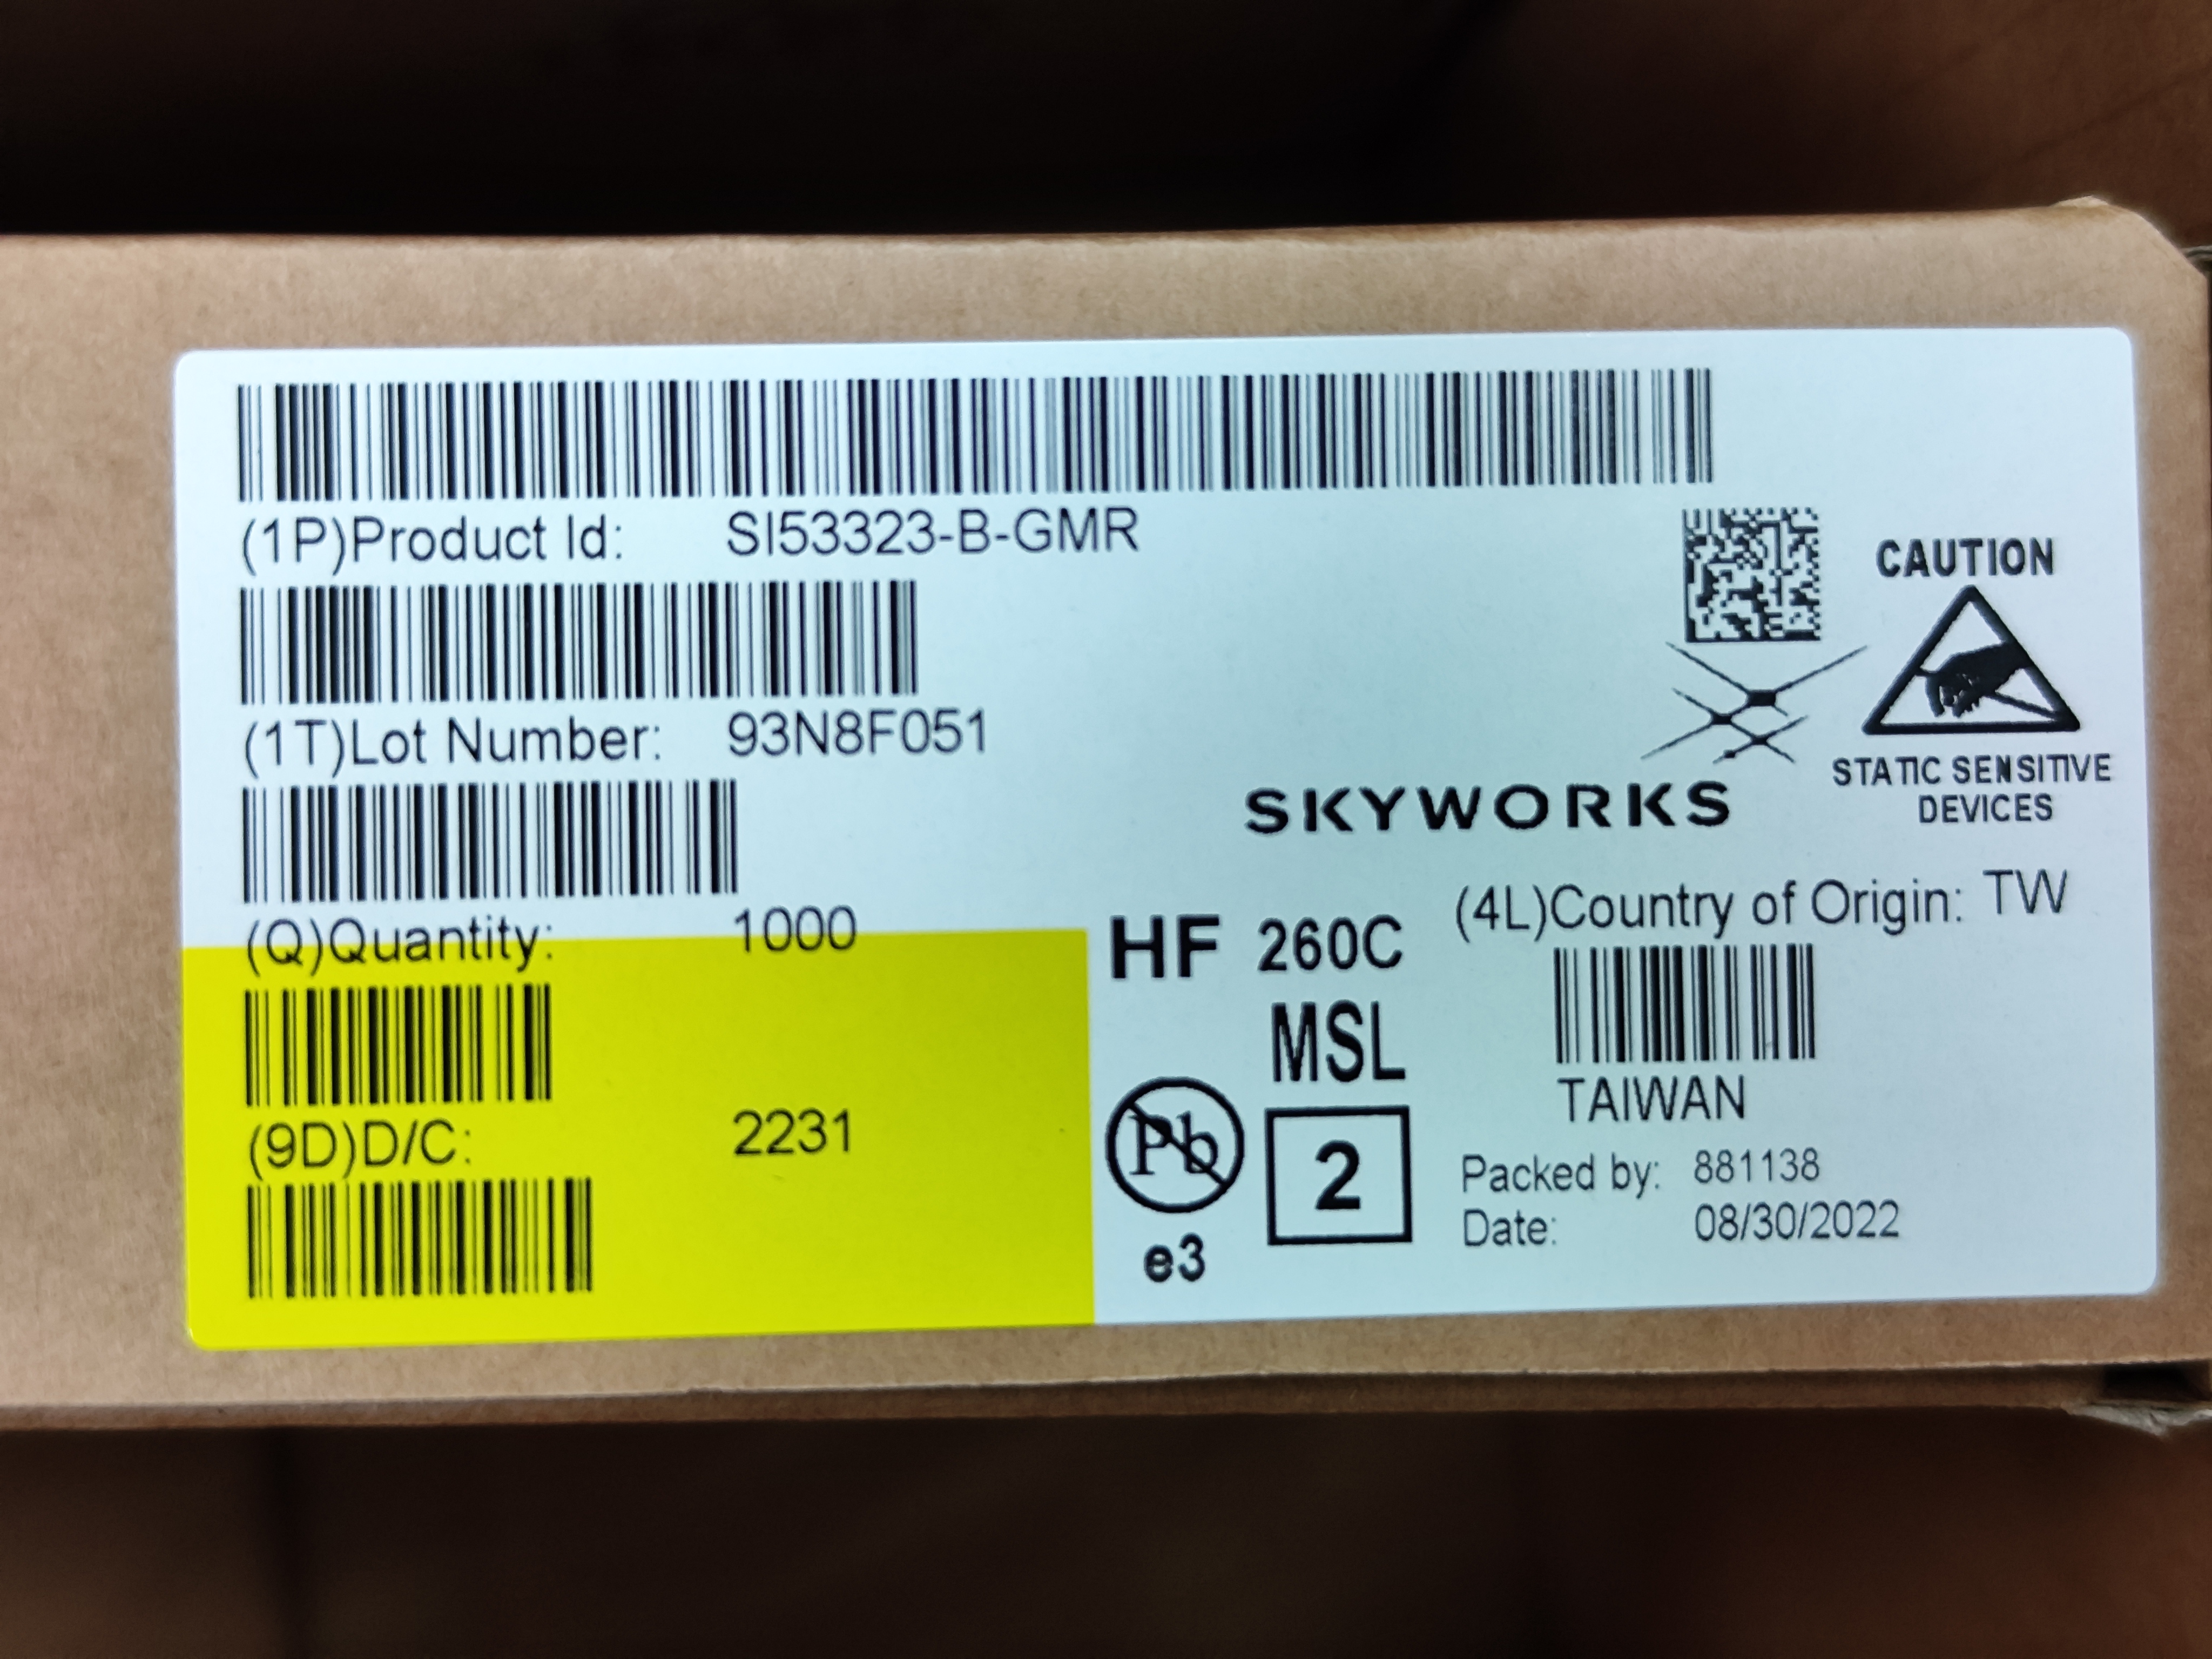 (1P)Product Id: SI53323-B-GMR
(1T)Lot Number: 93N8F051
(Q)Quantity: 1000
(9D)D/C: 2231
CAUTION
STATIC SENSITIVE
DEVICES
SKYWORKS
HF 260C
MSL
2
Pb
e3
(4L)Country of Origin: TW
TAIWAN
Packed by: 881138
Date: 08/30/2022